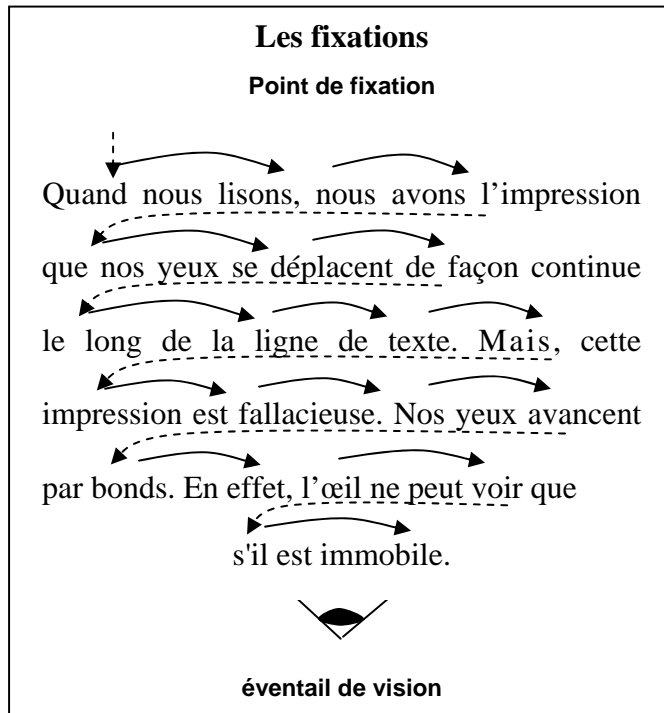 Les fixations
Point de fixation
Quand nous lisons, nous avons l’impression
que nos yeux se déplacent de façon continue
le long de la ligne de texte. Mais, cette
impression est fallacieuse. Nos yeux avancent
par bonds. En effet, l’œil ne peut voir que
s'il est immobile.
éventail de vision